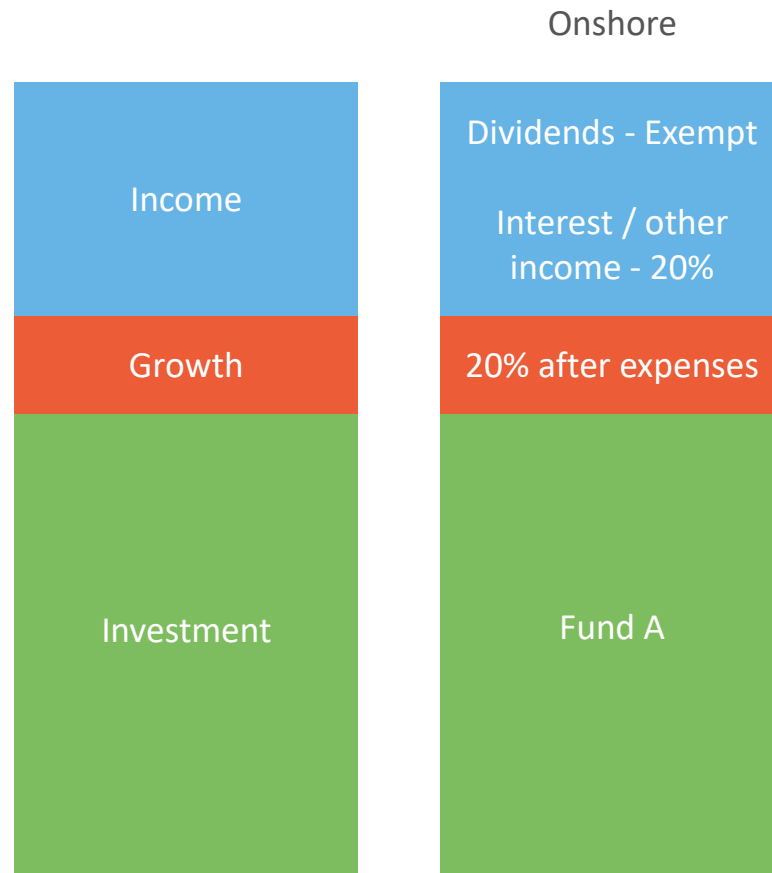 Onshore
Income
Dividends - Exempt
Interest / other
income - 20%
Growth
20% after expenses
Investment
Fund A